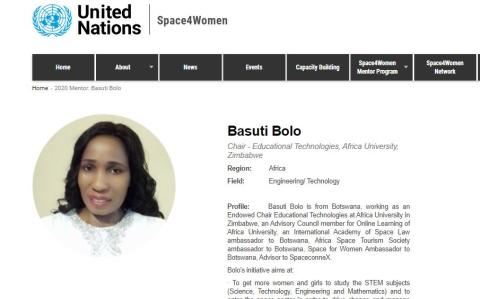 United
Nations
Space4Women
Home
About
News
Events
Capacity Building
Space4Women
Mentor Program
Space4Women
Network
Home - 2020 Mentor: Basuti Bolo
Basuti Bolo
Chair - Educational Technologies, Africa University,
Zimbabwe
Region: Africa
Field: Engineering/ Technology
Profile: Basuti Bolo is from Botswana, working as an
Endowed Chair Educational Technologies at Africa University in
Zimbabwe, an Advisory Council member for Online Learning of
Africa University, an International Academy of Space Law
ambassador to Botswana, Africa Space Tourism Society
ambassador to Botswana, Space for Women Ambassador to
Botswana, Advisor to SpaceconneX.
Bolo's initiative aims at:
· To get more women and girls to study the STEM subjects
(Science, Technology, Engineering and Mathematics) and to